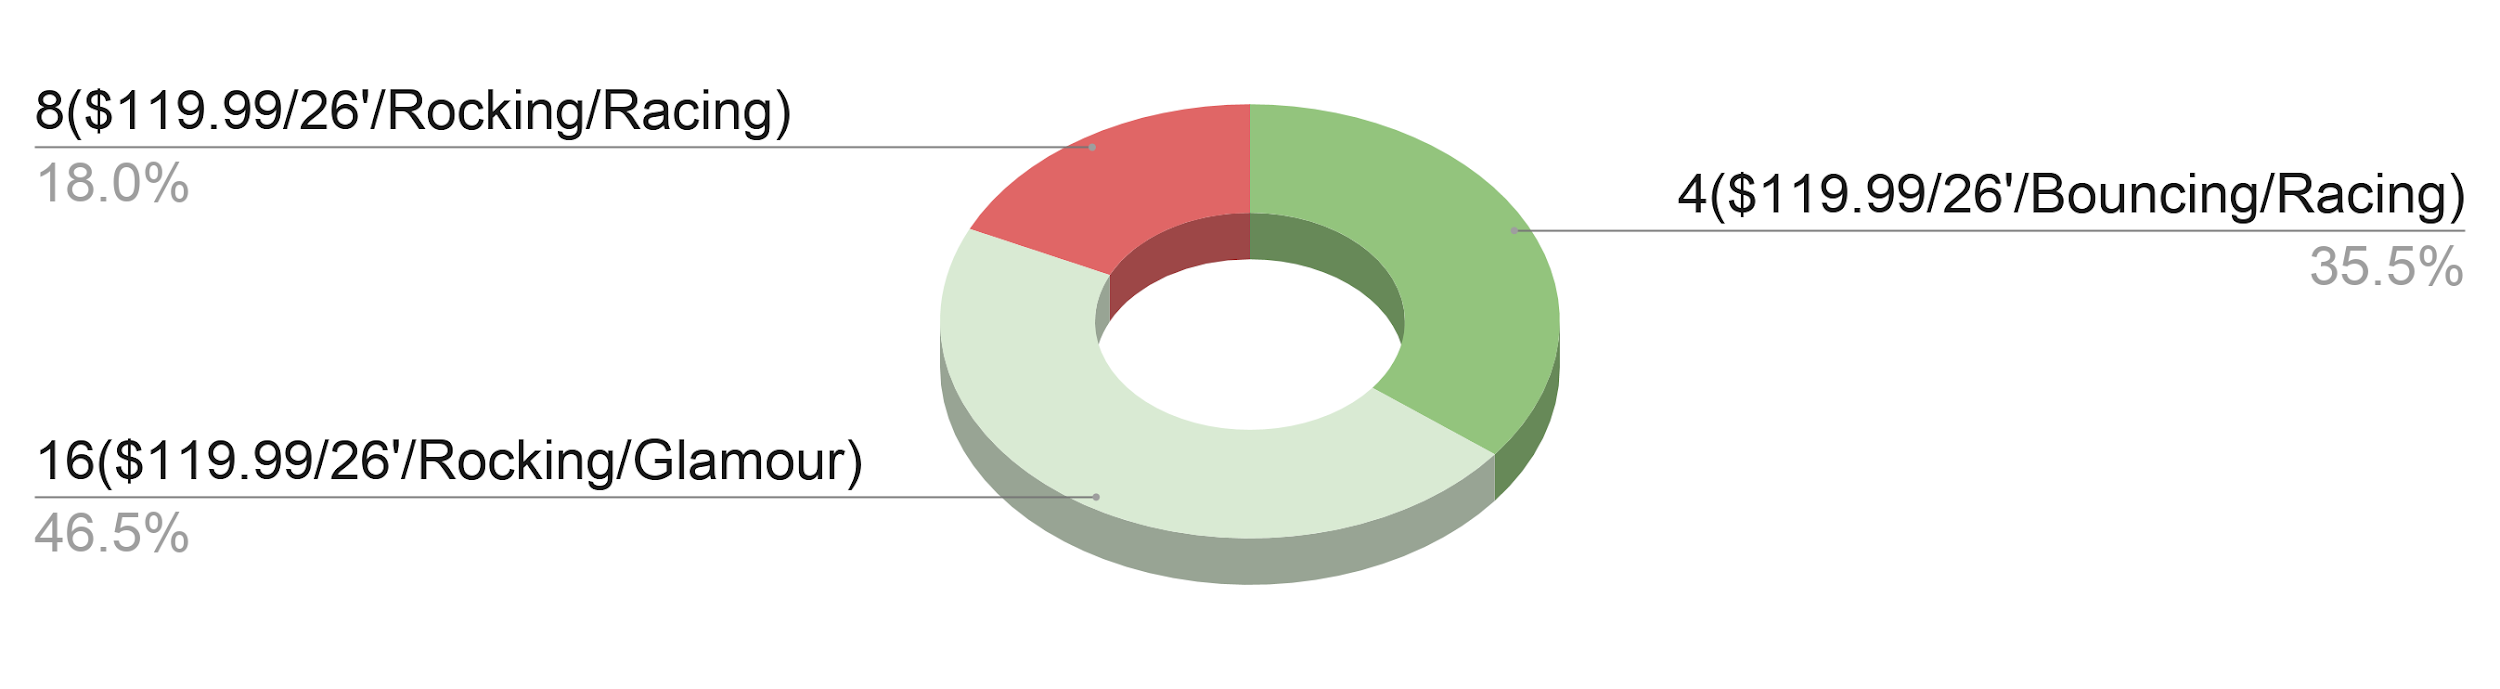 8($119.99/26'/Rocking/Racing)
18.0%
4($119.99/26'/Bouncing/Racing)
35.5%
16($119.99/26'/Rocking/Glamour)
46.5%